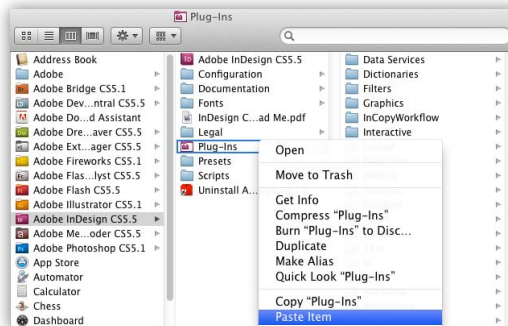 Plug-Ins
Address Book
Adobe
Adobe Bridge CS5.1
Adobe Dev...ntral CS5.5
Adobe Do...d Assistant
Adobe Dre...aver CS5.5
Adobe Ext...ager CS5.5
Adobe Fireworks CS5.1
Adobe Flas...lyst CS5.5
Adobe Flash CS5.5
Adobe Illustrator CS5.1
Adobe InDesign CS5.5
Adobe Me...oder CS5.5
Adobe Photoshop CS5.1
App Store
Automator
Calculator
Chess
Dashboard
Adobe InDesign CS5.5
Configuration
Documentation
Fonts
InDesign C...ad Me.pdf
Legal
Plug-Ins
Presets
Scripts
Uninstall A...
Data Services
Dictionaries
Filters
Graphics
InCopyWorkflow
Interactive
Open
Move to Trash
Get Info
Compress “Plug-Ins”
Burn “Plug-Ins” to Disc...
Duplicate
Make Alias
Quick Look “Plug-Ins”
Copy “Plug-Ins”
Paste Item